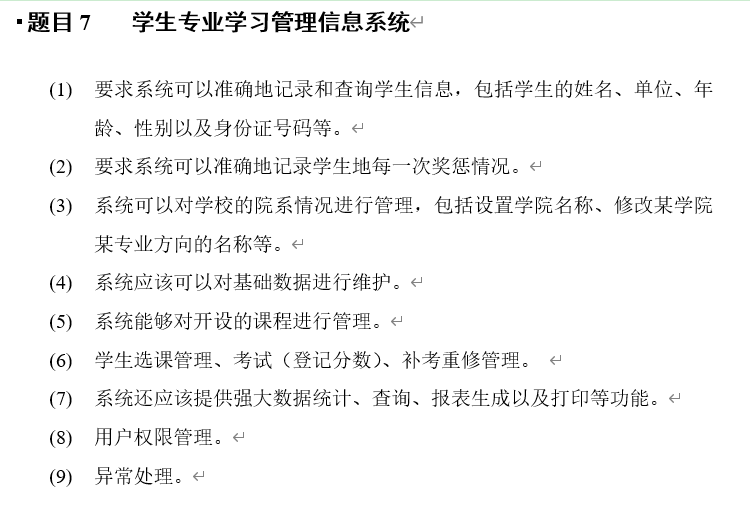 ▪题目 7 学生专业学习管理信息系统↵
(1) 要求系统可以准确地记录和查询学生信息，包括学生的姓名、单位、年
龄、性别以及身份证号码等。↵
(2) 要求系统可以准确地记录学生地每一次奖惩情况。↵
(3) 系统可以对学校的院系情况进行管理，包括设置学院名称、修改某学院
某专业方向的名称等。↵
(4) 系统应该可以对基础数据进行维护。↵
(5) 系统能够对开设的课程进行管理。↵
(6) 学生选课管理、考试（登记分数）、补考重修管理。 ↵
(7) 系统还应该提供强大数据统计、查询、报表生成以及打印等功能。↵
(8) 用户权限管理。↵
(9) 异常处理。↵